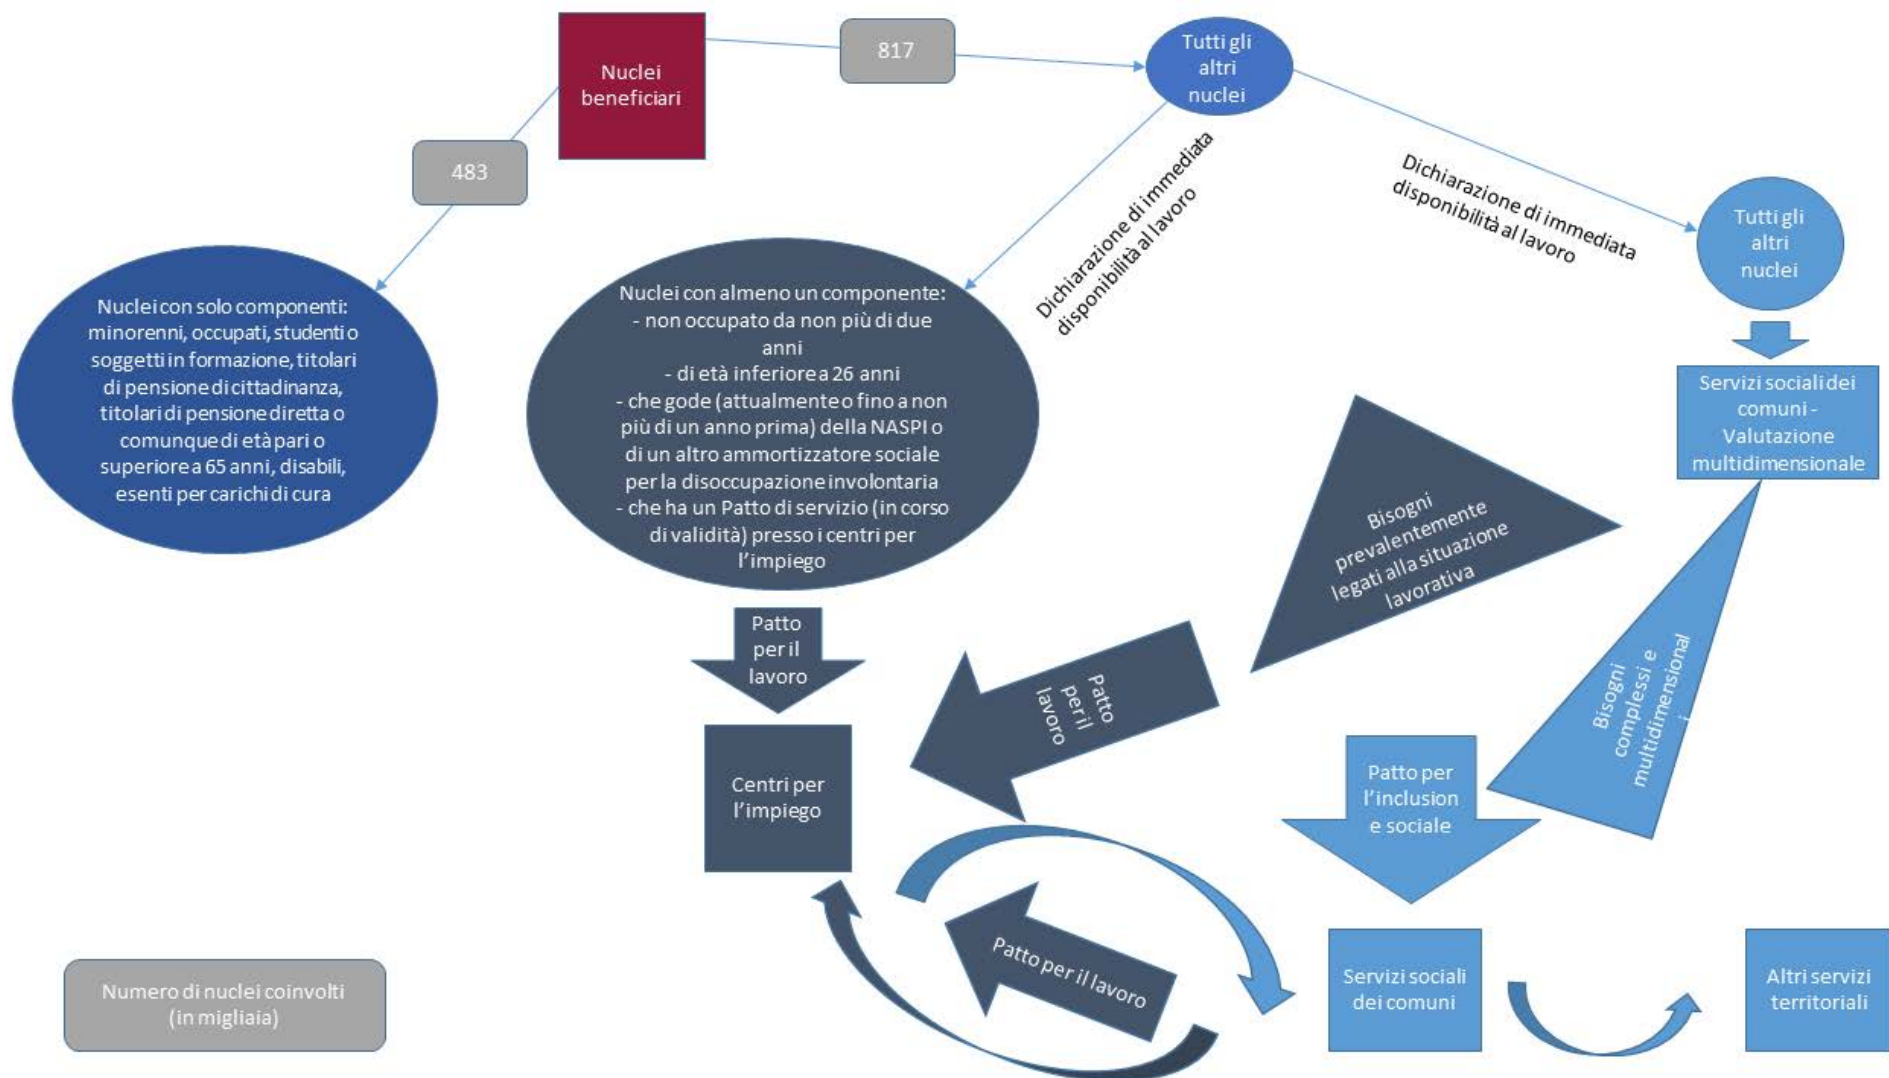 Nuclei
beneficiari
817
Tutti gli
altri
nuclei
483
Dichiarazione di immediata
disponibilità al lavoro
Dichiarazione di immediata
disponibilità al lavoro
Tutti gli
altri
nuclei
Nuclei con solo componenti:
minorenni, occupati, studenti o
soggetti in formazione, titolari
di pensione di cittadinanza,
titolari di pensione diretta o
comunque di età pari o
superiore a 65 anni, disabili,
esenti per carichi di cura
Nuclei con almeno un componente:
- non occupato da non più di due
anni
- di età inferiore a 26 anni
- che gode (attualmente o fino a non
più di un anno prima) della NASPI o
di un altro ammortizzatore sociale
per la disoccupazione involontaria
- che ha un Patto di servizio (in corso
di validità) presso i centri per
l'impiego
Servizi sociali dei
comuni -
Valutazione
multidimensionale
Bisogni
prevalentemente
legati alla situazione
lavorativa
Bisogni
complessi e
multidimensional
i
Patto
per il
lavoro
Patto
per il
lavoro
Centri per
l'impiego
Patto per
l'inclusion
e sociale
Patto per il lavoro
Servizi sociali
dei comuni
Altri servizi
territoriali
Numero di nuclei coinvolti
(in migliaia)